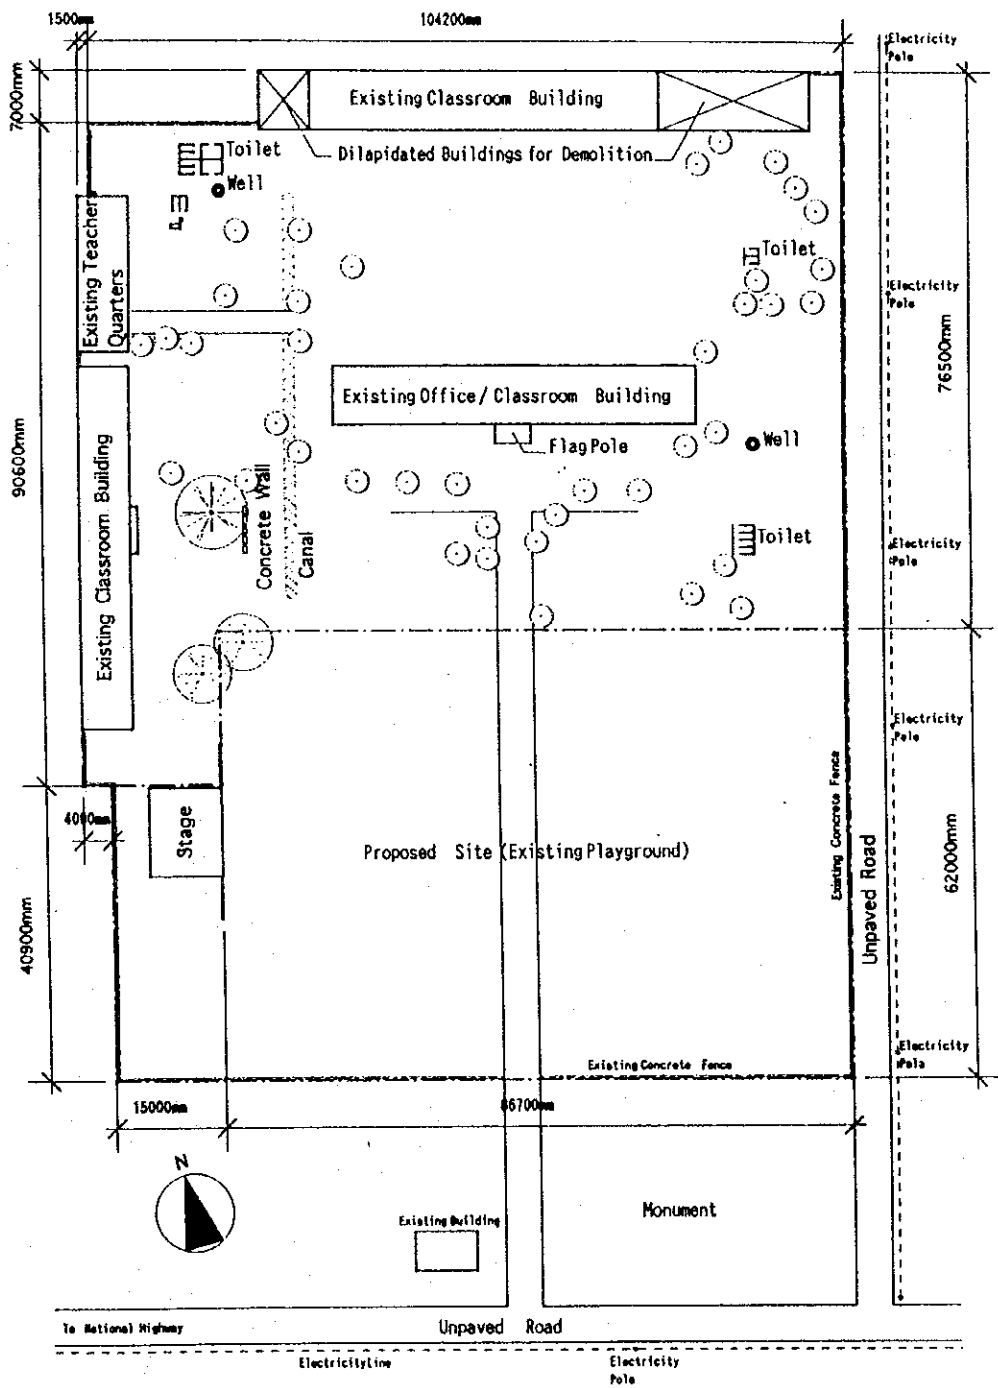 1500mm
104200mm
Electricity
Pole
7000mm
Existing Classroom Building
Toilet
Dilapidated Buildings for Demolition
Well
Existing Teacher
Quarters
Toilet
Electricity
Pole
76500mm
Existing Office/ Classroom Building
Flag Pole
Well
90600mm
Existing Classroom Building
Concrete Wall
Canal
Toilet
Electricity
Pole
Electricity
Pole
4000mm
Stage
Proposed Site (Existing Playground)
Existing Concrete Fence
Unpaved Road
62000mm
40900mm
Electricity
Pole
Existing Concrete Fence
15000mm
86700mm
N
Monument
Existing Building
To National Highway
Unpaved Road
Electricity Line
Electricity
Pole